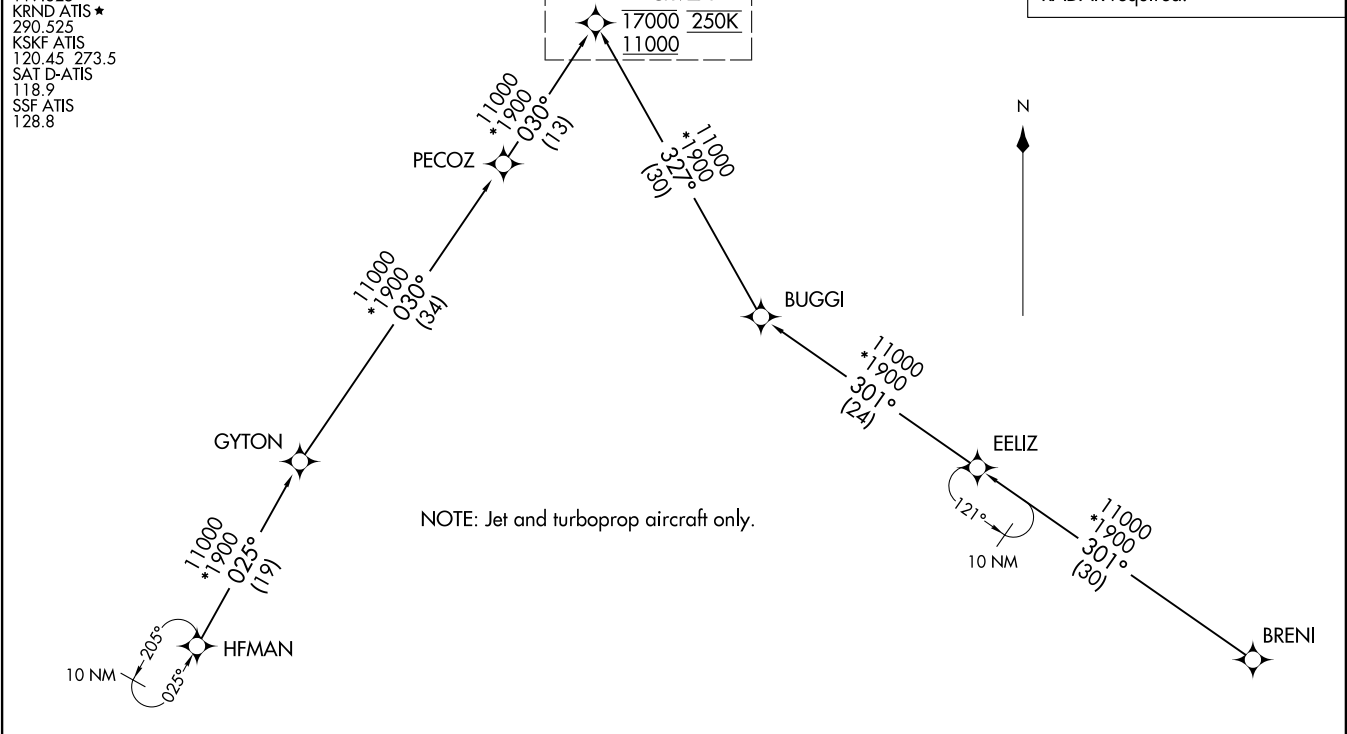 KRND ATIS ★
290.525
KSKF ATIS
120.45 273.5
SAT D-ATIS
118.9
SSF ATIS
128.8
17000 250K
11000
11000
*1900
030°
(13)
PECOZ
11000
*1900
327°
(30)
N
11000
*1900
030°
(34)
BUGGI
11000
*1900
301°
(24)
GYTON
EELIZ
121°
10 NM
NOTE: Jet and turboprop aircraft only.
11000
*1900
025°
(19)
11000
*1900
301°
(30)
BRENI
HFMAN
205°
025°
10 NM